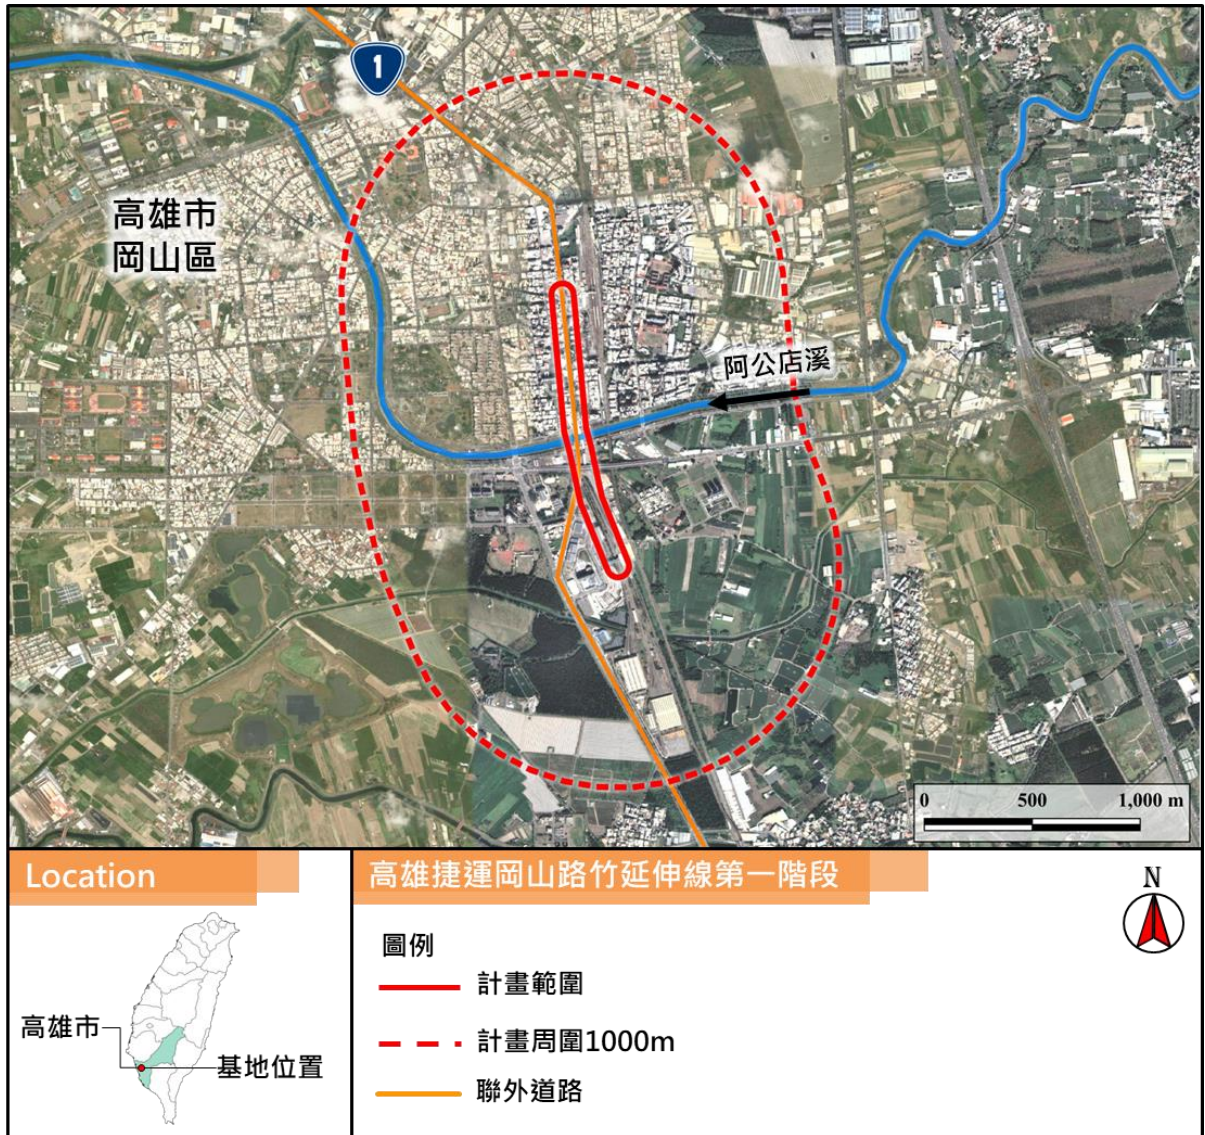 1
高雄市
岡山區
阿公店溪
0 500 1,000 m
Location
高雄市
基地位置
高雄捷運岡山路竹延伸線第一階段
N
圖例
計畫範圍
計畫周圍1000m
聯外道路